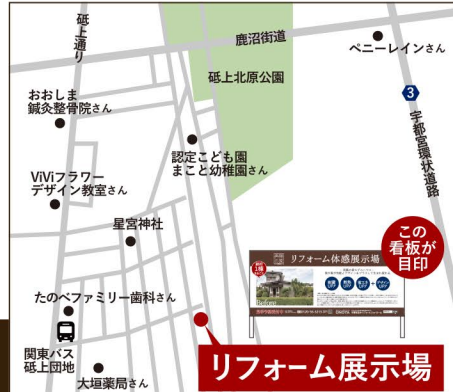 砥上通り
鹿沼街道
ペニーレインさん
砥上北原公園
3
宇都宮環状道路
おおしま
鍼灸整骨院さん
認定こども園
まこと幼稚園さん
ViViフラワー
デザイン教室さん
星宮神社
この
看板が
目印
リフォーム体感展示場
Before
たのべファミリー歯科さん
関東バス
砥上団地
大垣薬局さん
リフォーム展示場